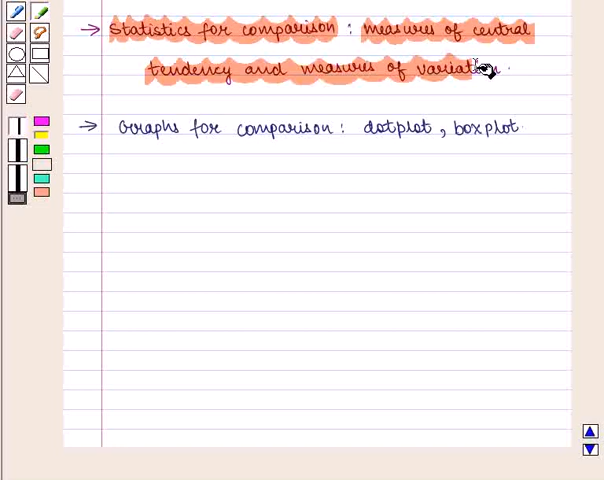 → Statistics for comparison : measures of central
tendency and measures of variation.
→ Graphs for comparison : dotplot, boxplot.